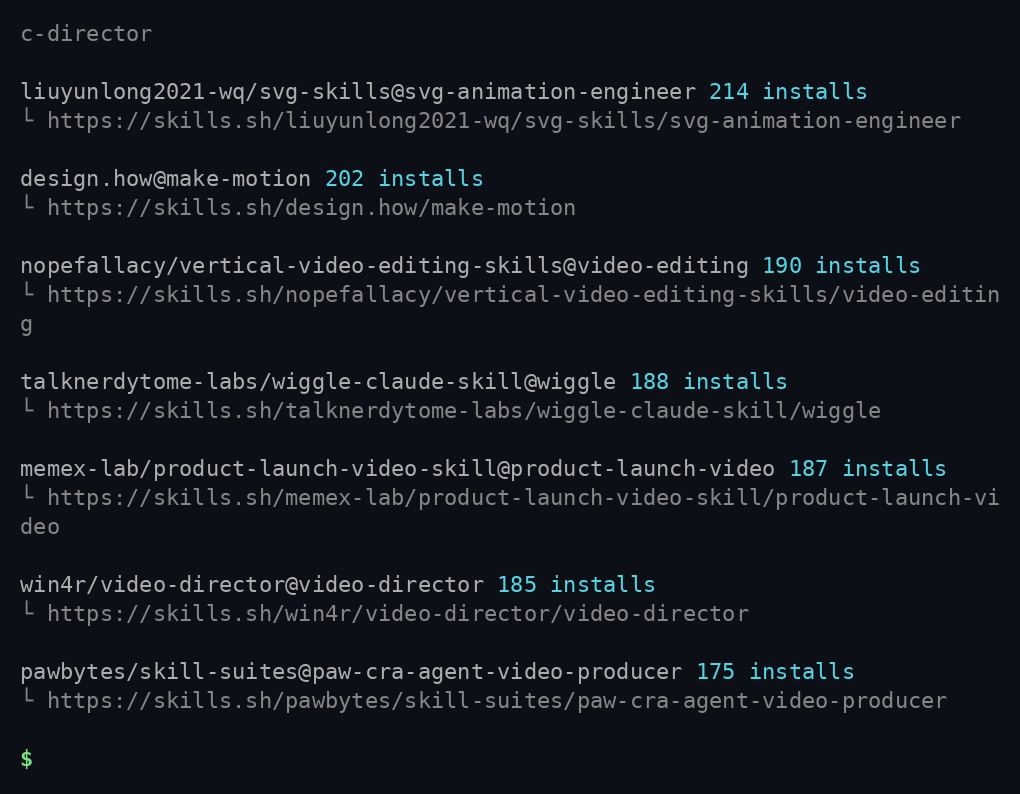 c-director
liuyunlong2021-wq/svg-skills@svg-animation-engineer 214 installs
└ https://skills.sh/liuyunlong2021-wq/svg-skills/svg-animation-engineer
design.how@make-motion 202 installs
└ https://skills.sh/design.how/make-motion
nopefallacy/vertical-video-editing-skills@video-editing 190 installs
└ https://skills.sh/nopefallacy/vertical-video-editing-skills/video-editin
g
talknerdytome-labs/wiggle-claude-skill@wiggle 188 installs
└ https://skills.sh/talknerdytome-labs/wiggle-claude-skill/wiggle
memex-lab/product-launch-video-skill@product-launch-video 187 installs
└ https://skills.sh/memex-lab/product-launch-video-skill/product-launch-vi
deo
win4r/video-director@video-director 185 installs
└ https://skills.sh/win4r/video-director/video-director
pawbytes/skill-suites@paw-cra-agent-video-producer 175 installs
└ https://skills.sh/pawbytes/skill-suites/paw-cra-agent-video-producer
$